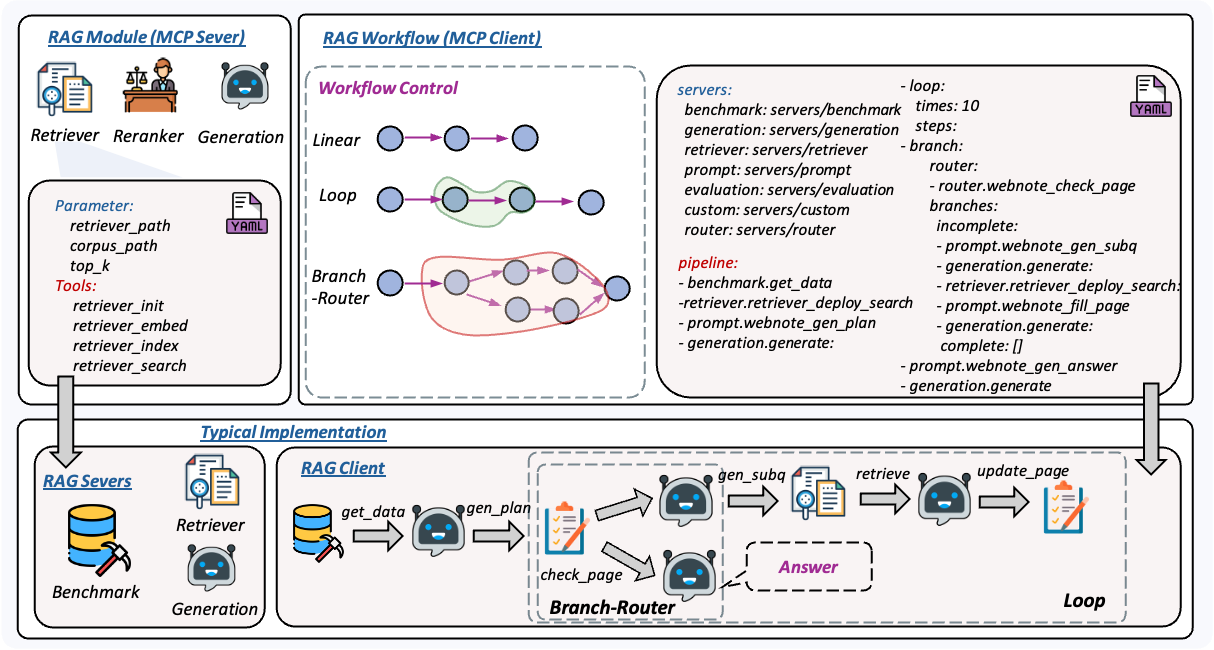 RAG Module (MCP Sever)
Retriever
Reranker
Generation
Parameter:
retriever_path
corpus_path
top_k
Tools:
retriever_init
retriever_embed
retriever_index
retriever_search
YAML
RAG Workflow (MCP Client)
Workflow Control
Linear
Loop
Branch
-Router
servers:
benchmark: servers/benchmark
generation: servers/generation
retriever: servers/retriever
prompt: servers/prompt
evaluation: servers/evaluation
custom: servers/custom
router: servers/router
pipeline:
- benchmark.get_data
-retriever.retriever_deploy_search
- prompt.webnote_gen_plan
- generation.generate:
- loop:
times: 10
steps:
- branch:
router:
- router.webnote_check_page
branches:
incomplete:
- prompt.webnote_gen_subq
- generation.generate:
- retriever.retriever_deploy_search:
- prompt.webnote_fill_page
- generation.generate:
complete: []
- prompt.webnote_gen_answer
- generation.generate
YAML
Typical Implementation
RAG Severs
Benchmark
Retriever
Generation
RAG Client
get_data
gen_plan
check_page
gen_subq
retrieve
update_page
Answer
Branch-Router
Loop